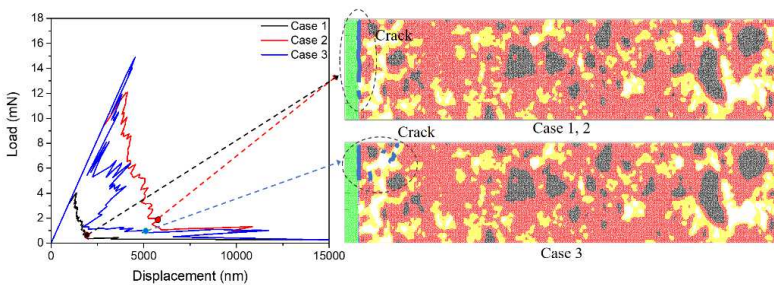 Case 1
Case 2
Case 3
18
16
14
12
10
8
6
4
2
0
Load (mN)
0
5000
10000
15000
Displacement (nm)
Crack
Case 1, 2
Crack
Case 3